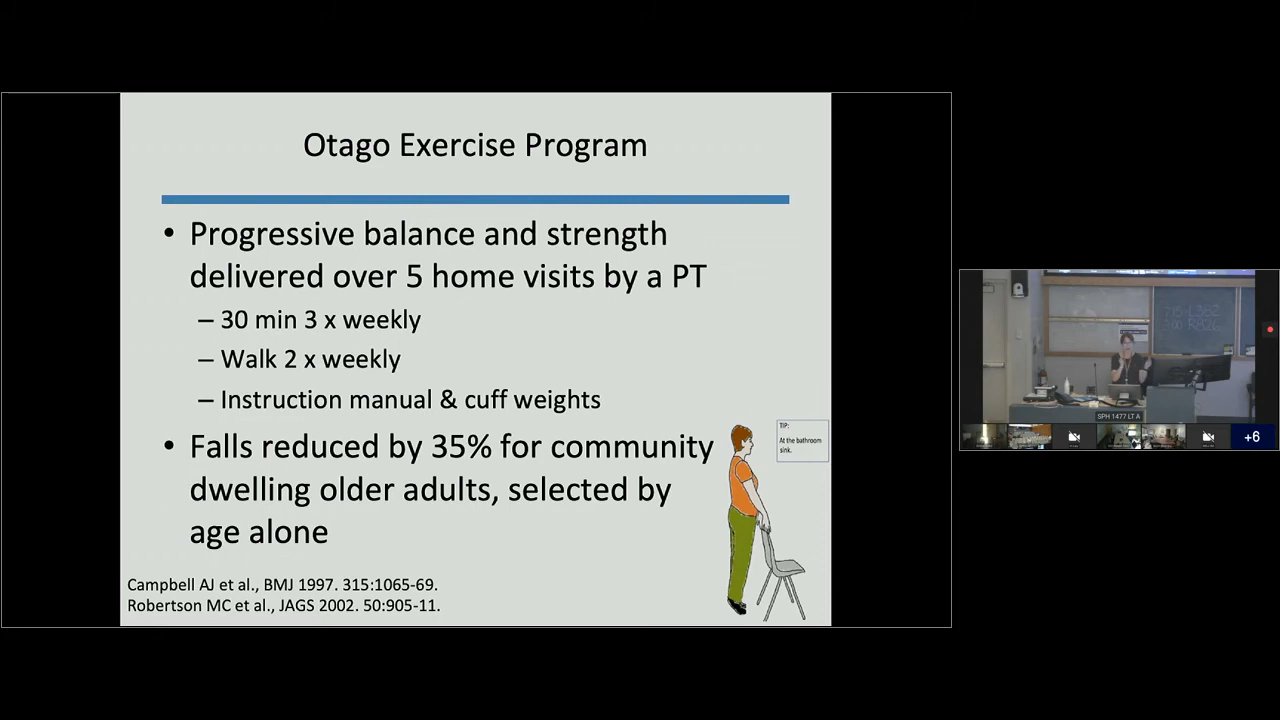 Otago Exercise Program
• Progressive balance and strength
delivered over 5 home visits by a PT
– 30 min 3 x weekly
– Walk 2 x weekly
– Instruction manual & cuff weights
• Falls reduced by 35% for community
dwelling older adults, selected by
age alone
TIP:
At the bathroom
sink.
Campbell AJ et al., BMJ 1997. 315:1065-69.
Robertson MC et al., JAGS 2002. 50:905-11.
SPH 1477 LT A
+6